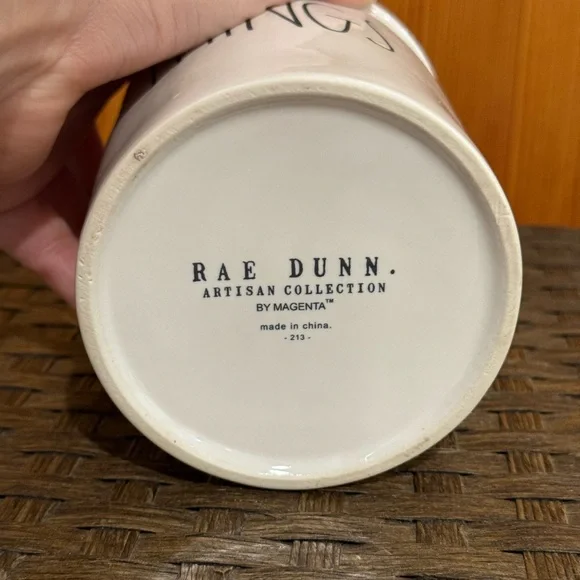 RAE DUNN.
ARTISAN COLLECTION
BY MAGENTA™
made in china.
- 213 -